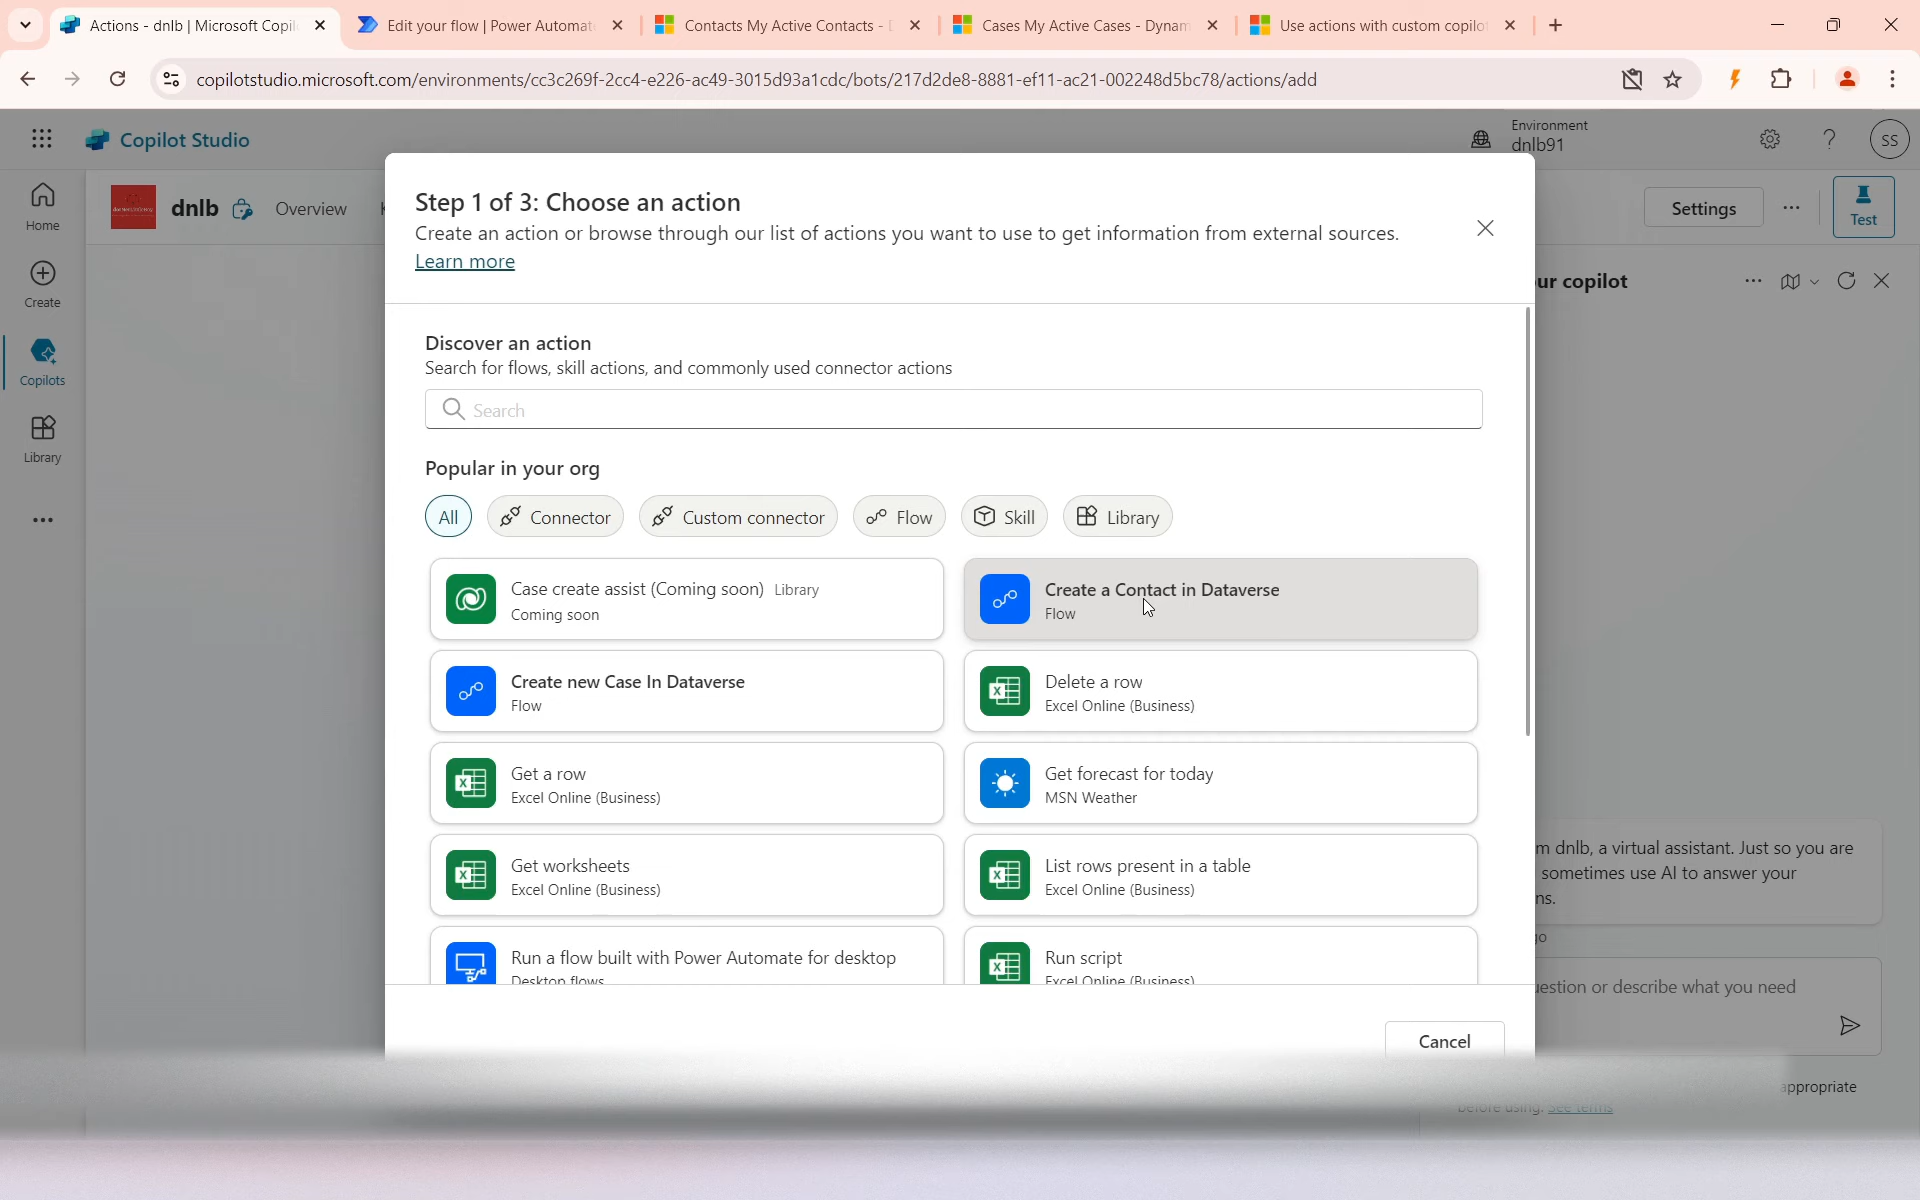 Actions - dnlb | Microsoft Copil
Edit your flow | Power Automate
Contacts My Active Contacts -
Cases My Active Cases - Dynam
Use actions with custom copilo
copilotstudio.microsoft.com/environments/cc3c269f-2cc4-e226-ac49-3015d93a1cdc/bots/217d2de8-8881-ef11-ac21-002248d5bc78/actions/add
Copilot Studio
Environment
dnlb91
SS
Home
Create
Copilots
Library
dnlb
Overview
Settings
Test
ur copilot
Step 1 of 3: Choose an action
Create an action or browse through our list of actions you want to use to get information from external sources.
Learn more
Discover an action
Search for flows, skill actions, and commonly used connector actions
Search
Popular in your org
All
Connector
Custom connector
Flow
Skill
Library
Case create assist (Coming soon) Library
Coming soon
Create a Contact in Dataverse
Flow
Create new Case In Dataverse
Flow
Delete a row
Excel Online (Business)
Get a row
Excel Online (Business)
Get forecast for today
MSN Weather
Get worksheets
Excel Online (Business)
List rows present in a table
Excel Online (Business)
Run a flow built with Power Automate for desktop
Desktop flows
Run script
Excel Online (Business)
Cancel
m dnlb, a virtual assistant. Just so you are
sometimes use AI to answer your
ns.
go
uestion or describe what you need
appropriate
before using. See terms